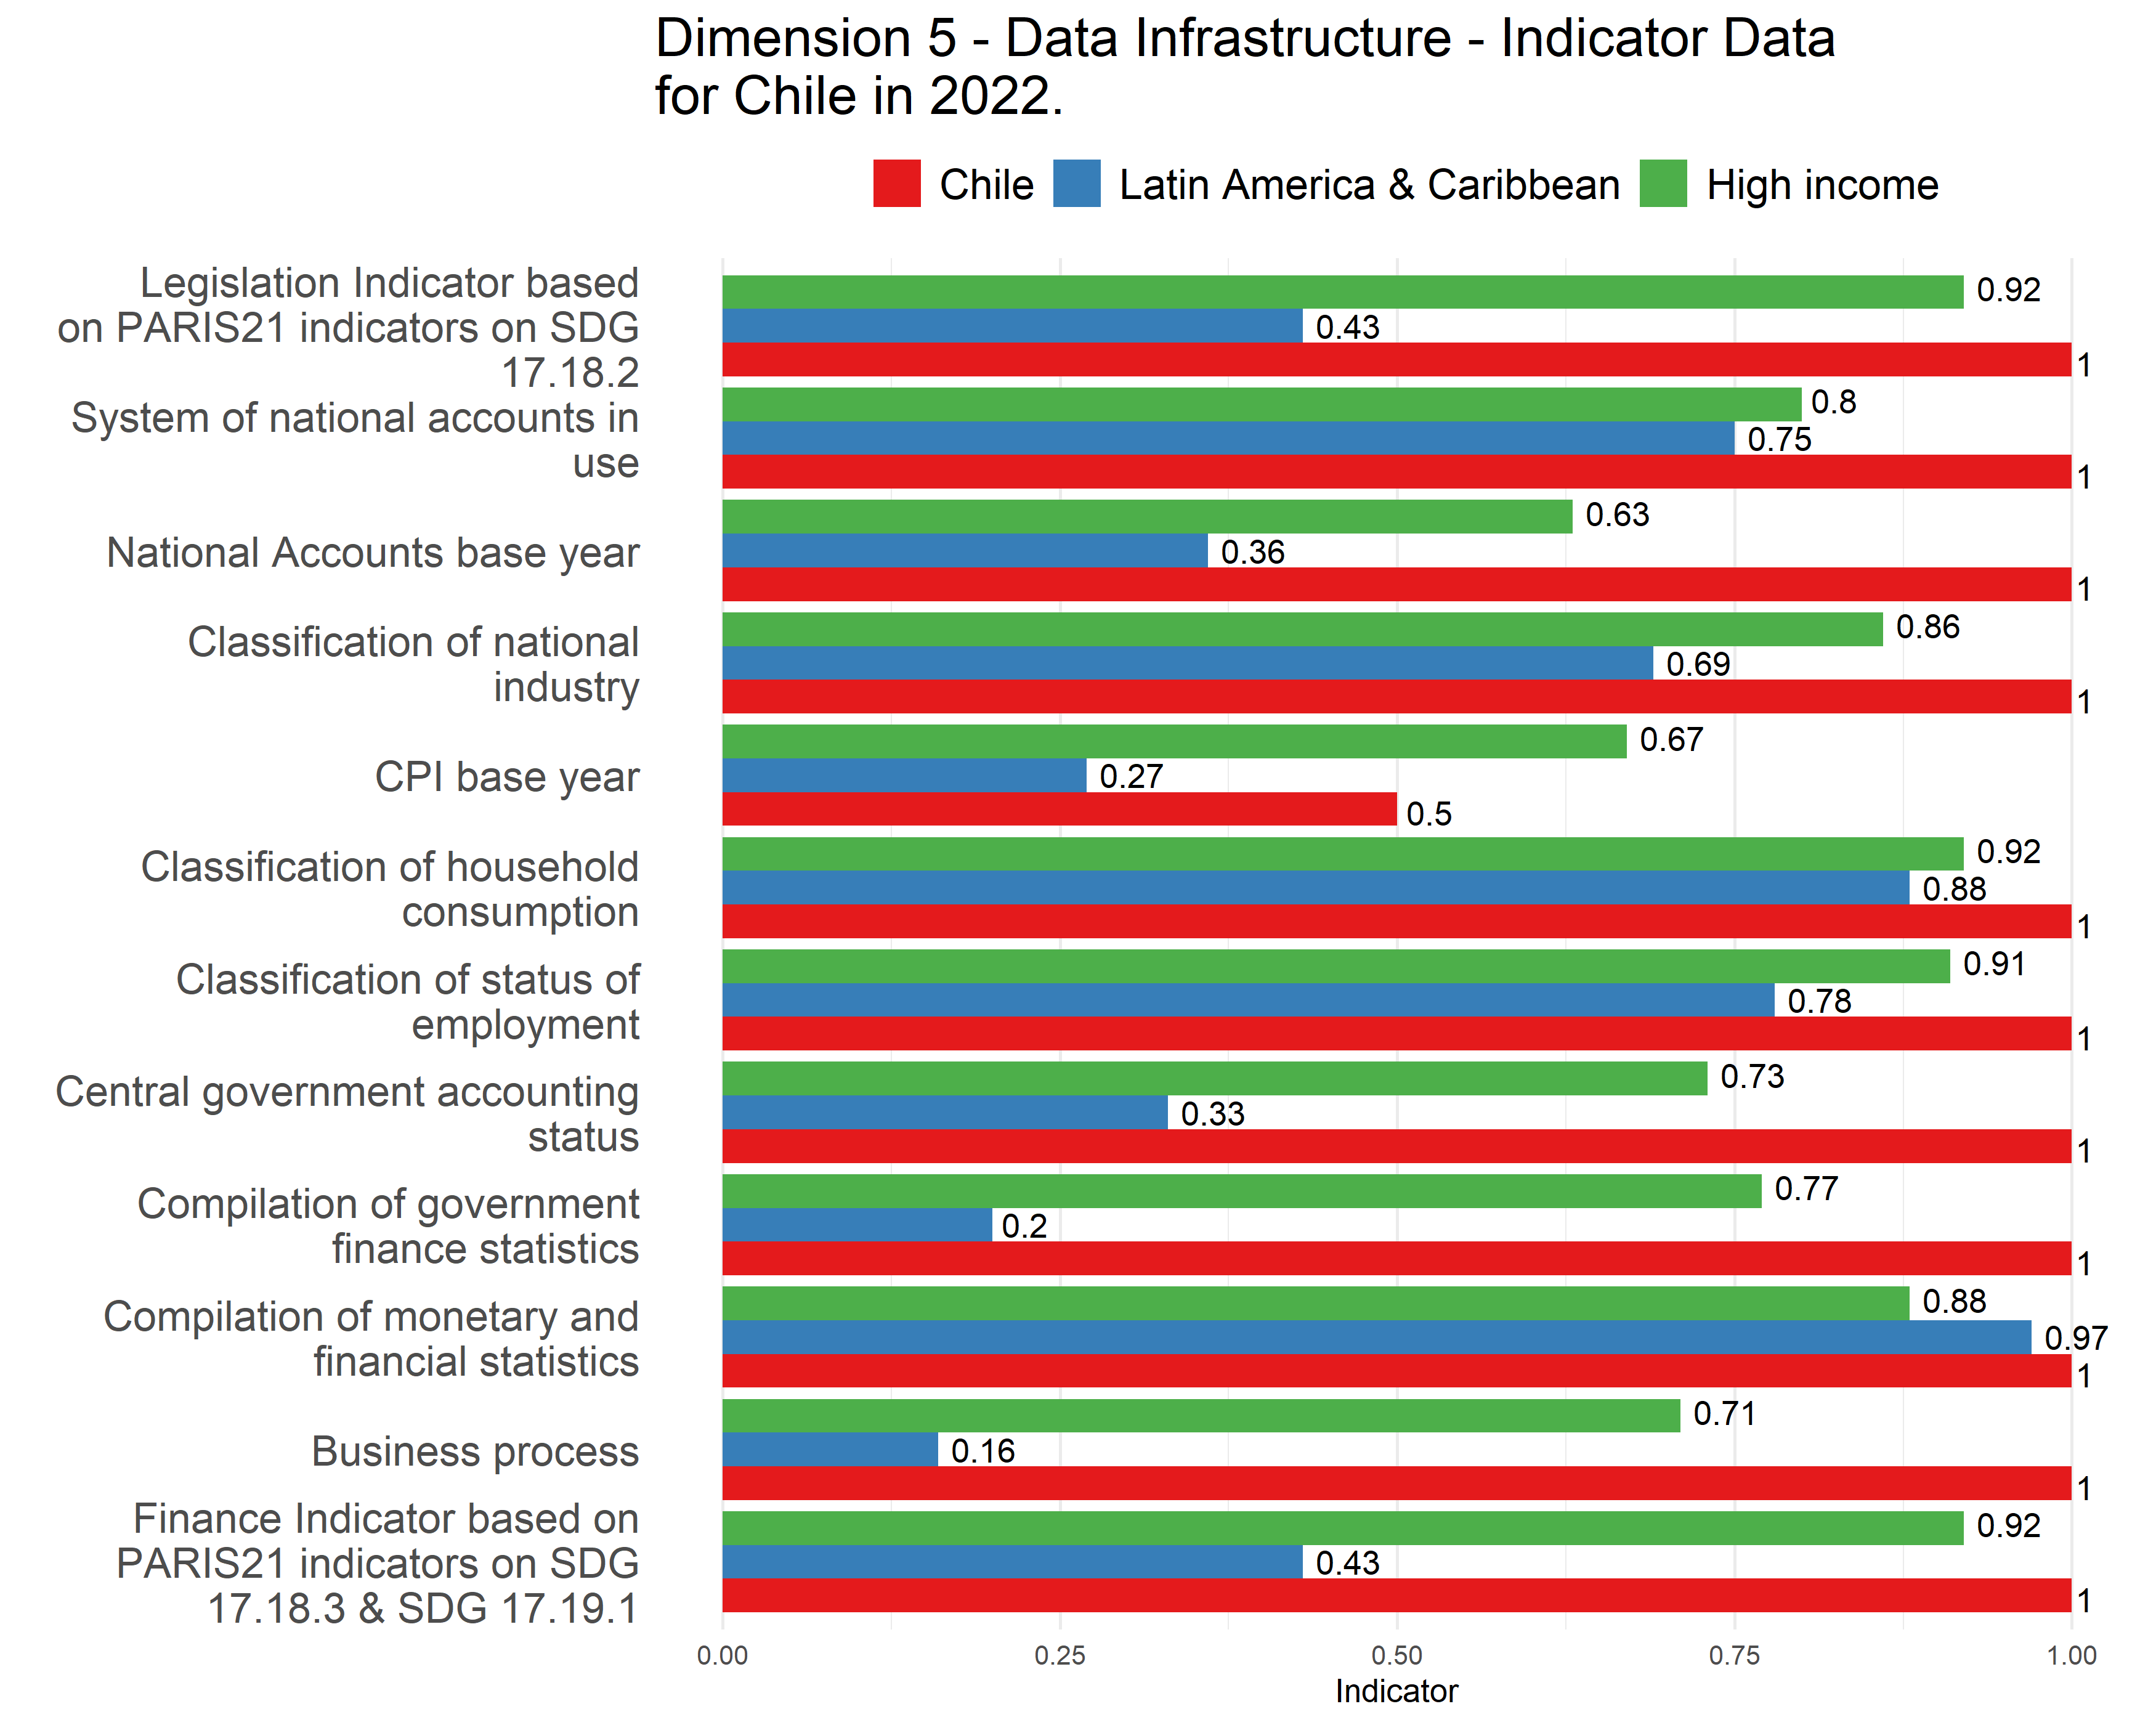 Dimension 5 - Data Infrastructure - Indicator Data
for Chile in 2022.
Chile
Latin America & Caribbean
High income
Legislation Indicator based
on PARIS21 indicators on SDG
17.18.2
0.92
0.43
1
System of national accounts in
use
0.8
0.75
1
National Accounts base year
0.63
0.36
1
Classification of national
industry
0.86
0.69
1
CPI base year
0.67
0.27
0.5
Classification of household
consumption
0.92
0.88
1
Classification of status of
employment
0.91
0.78
1
Central government accounting
status
0.73
0.33
1
Compilation of government
finance statistics
0.77
0.2
1
Compilation of monetary and
financial statistics
0.88
0.97
1
Business process
0.71
0.16
1
Finance Indicator based on
PARIS21 indicators on SDG
17.18.3 & SDG 17.19.1
0.92
0.43
1
0.00
0.25
0.50
0.75
1.00
Indicator